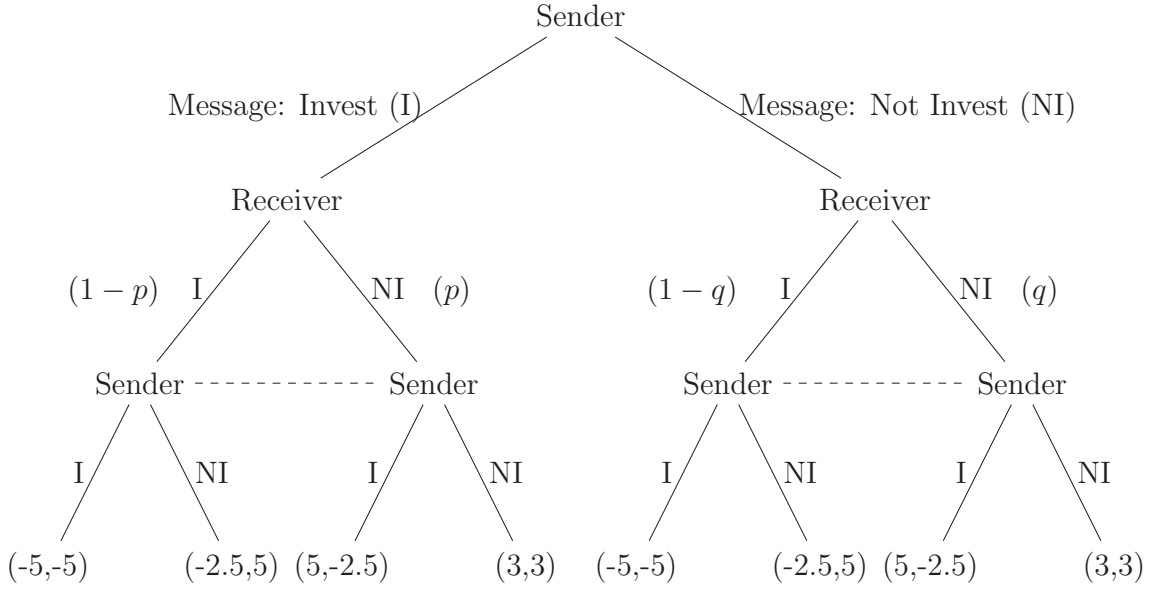 Sender
Message: Invest (I) Message: Not Invest (NI)
Receiver Receiver
(1 − p) I NI (p) (1 − q) I NI (q)
Sender Sender Sender Sender
I NI I NI I NI I NI
(-5,-5) (-2.5,5) (5,-2.5) (3,3) (-5,-5) (-2.5,5) (5,-2.5) (3,3)